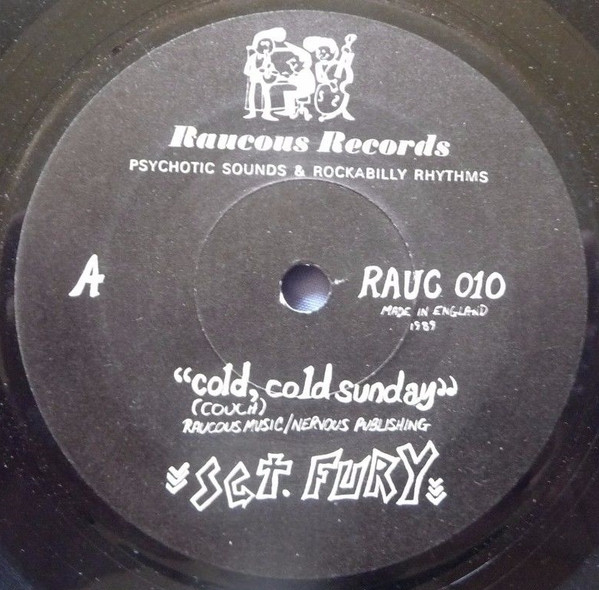 Raucous Records
PSYCHOTIC SOUNDS & ROCKABILLY RHYTHMS
A
RAUC 010
MADE IN ENGLAND
1989
“cold, cold sunday”
(COUCH)
RAUCOUS MUSIC/NERVOUS PUBLISHING
SGT. FURY